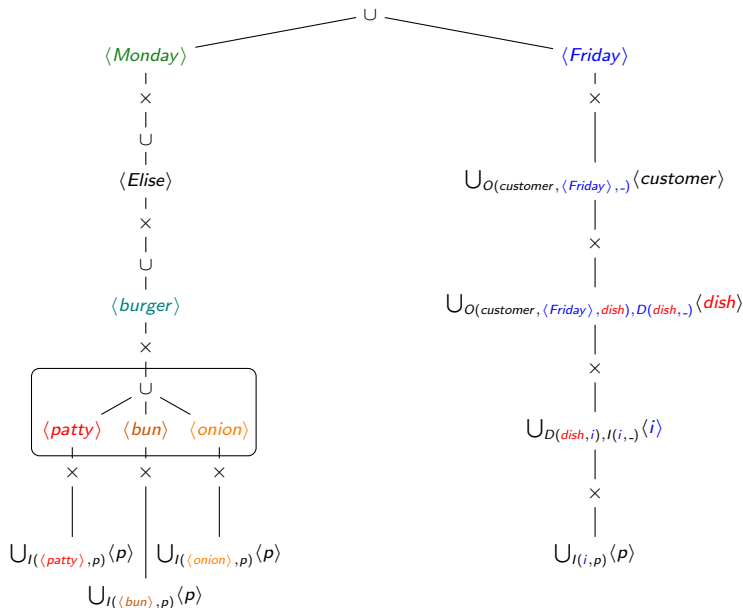 ∪
⟨Monday⟩ ⟨Friday⟩
× ×
∪
⟨Elise⟩ ⋃O(customer,⟨Friday⟩,_)⟨customer⟩
×
×
∪
⟨burger⟩ ⋃O(customer,⟨Friday⟩,dish),D(dish,_)⟨dish⟩
×
×
∪
⟨patty⟩ ⟨bun⟩ ⟨onion⟩ ⋃D(dish,i),I(i,_)⟨i⟩
× × ×
×
⋃I(⟨patty⟩,p)⟨p⟩ ⋃I(⟨onion⟩,p)⟨p⟩ ⋃I(i,p)⟨p⟩
⋃I(⟨bun⟩,p)⟨p⟩